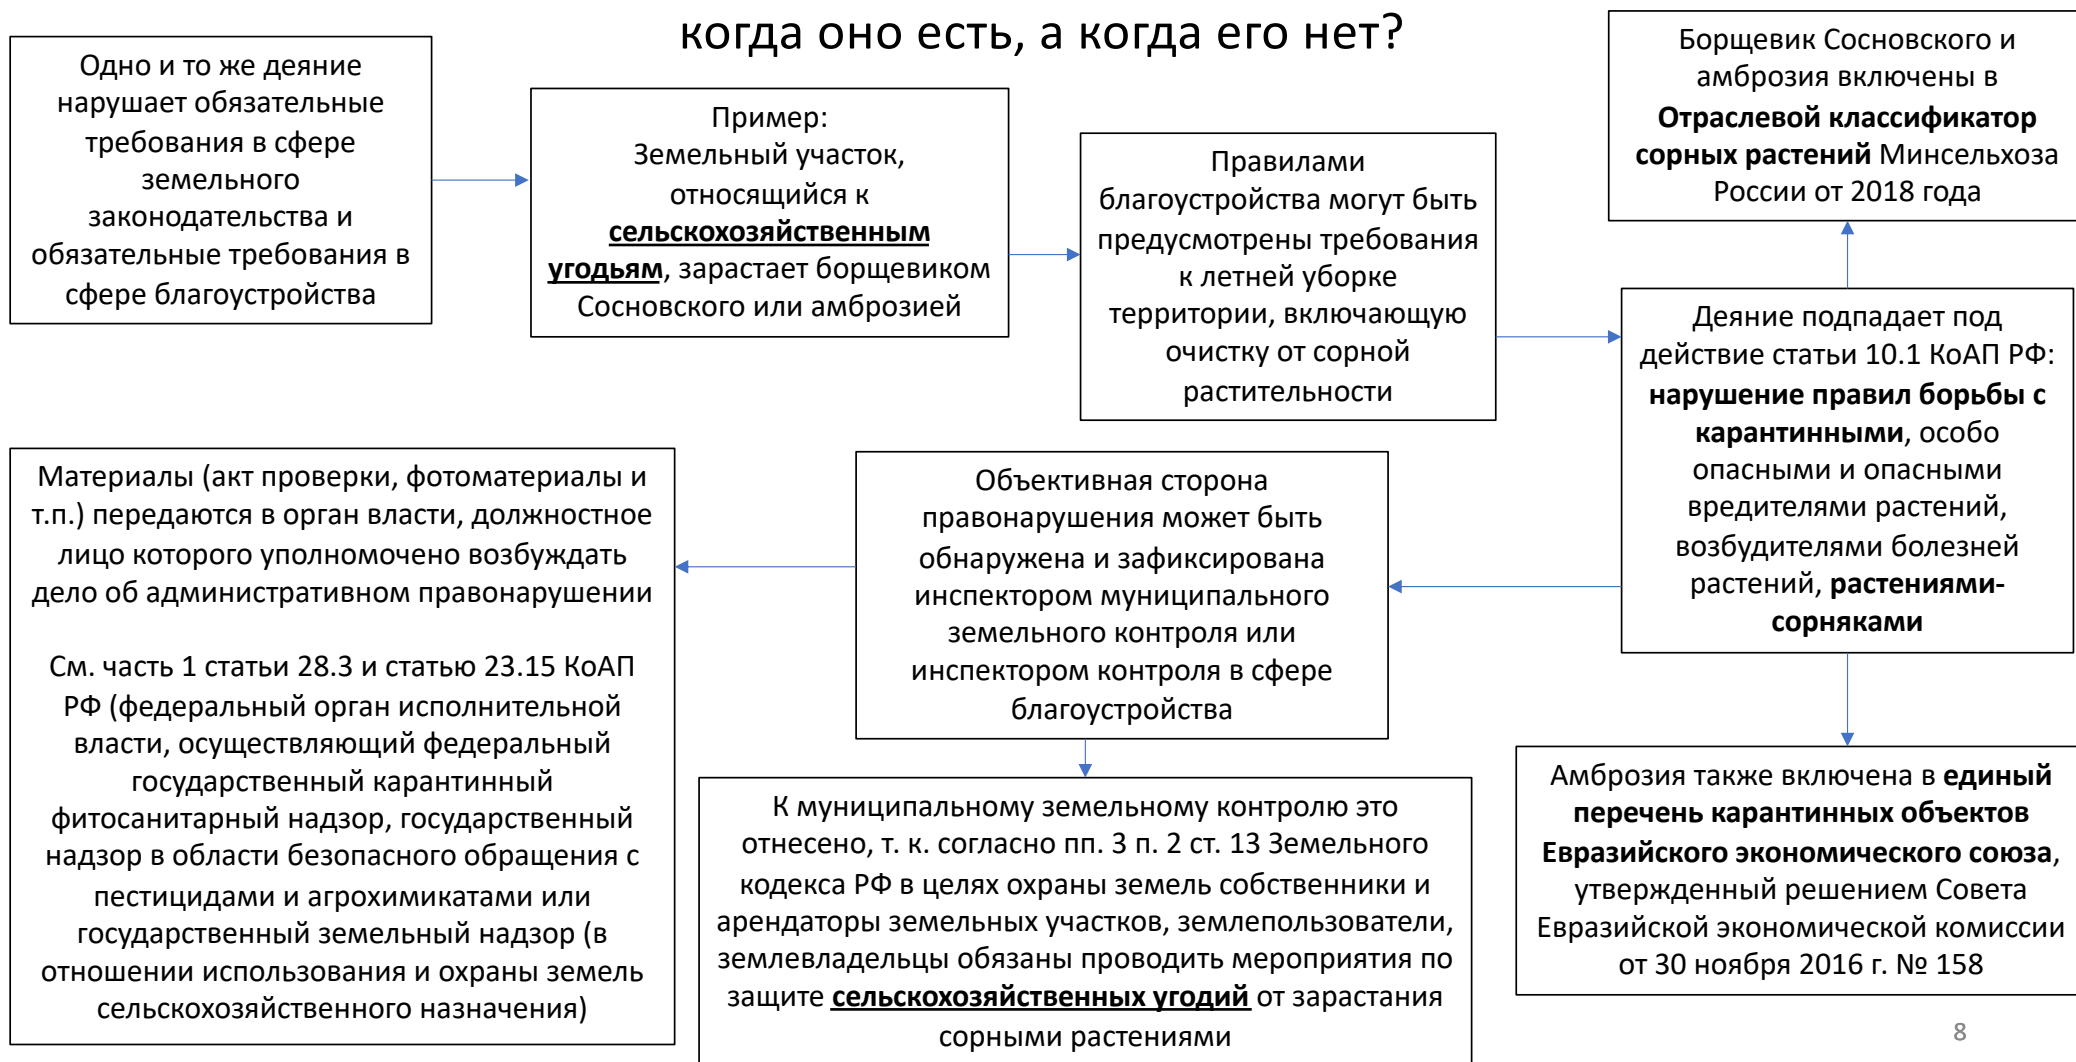 когда оно есть, а когда его нет?
Одно и то же деяние
нарушает обязательные
требования в сфере
земельного
законодательства и
обязательные требования в
сфере благоустройства
Пример:
Земельный участок,
относящийся к
сельскохозяйственным
угодьям, зарастает борщевиком
Сосновского или амброзией
Правилами
благоустройства могут быть
предусмотрены требования
к летней уборке
территории, включающую
очистку от сорной
растительности
Борщевик Сосновского и
амброзия включены в
Отраслевой классификатор
сорных растений Минсельхоза
России от 2018 года
Деяние подпадает под
действие статьи 10.1 КоАП РФ:
нарушение правил борьбы с
карантинными, особо
опасными и опасными
вредителями растений,
возбудителями болезней
растений, растениями-
сорняками
Амброзия также включена в единый
перечень карантинных объектов
Евразийского экономического союза,
утвержденный решением Совета
Евразийской экономической комиссии
от 30 ноября 2016 г. № 158
Объективная сторона
правонарушения может быть
обнаружена и зафиксирована
инспектором муниципального
земельного контроля или
инспектором контроля в сфере
благоустройства
К муниципальному земельному контролю это
отнесено, т. к. согласно пп. 3 п. 2 ст. 13 Земельного
кодекса РФ в целях охраны земель собственники и
арендаторы земельных участков, землепользователи,
землевладельцы обязаны проводить мероприятия по
защите сельскохозяйственных угодий от зарастания
сорными растениями
Материалы (акт проверки, фотоматериалы и
т.п.) передаются в орган власти, должностное
лицо которого уполномочено возбуждать
дело об административном правонарушении
См. часть 1 статьи 28.3 и статью 23.15 КоАП
РФ (федеральный орган исполнительной
власти, осуществляющий федеральный
государственный карантинный
фитосанитарный надзор, государственный
надзор в области безопасного обращения с
пестицидами и агрохимикатами или
государственный земельный надзор (в
отношении использования и охраны земель
сельскохозяйственного назначения)
8